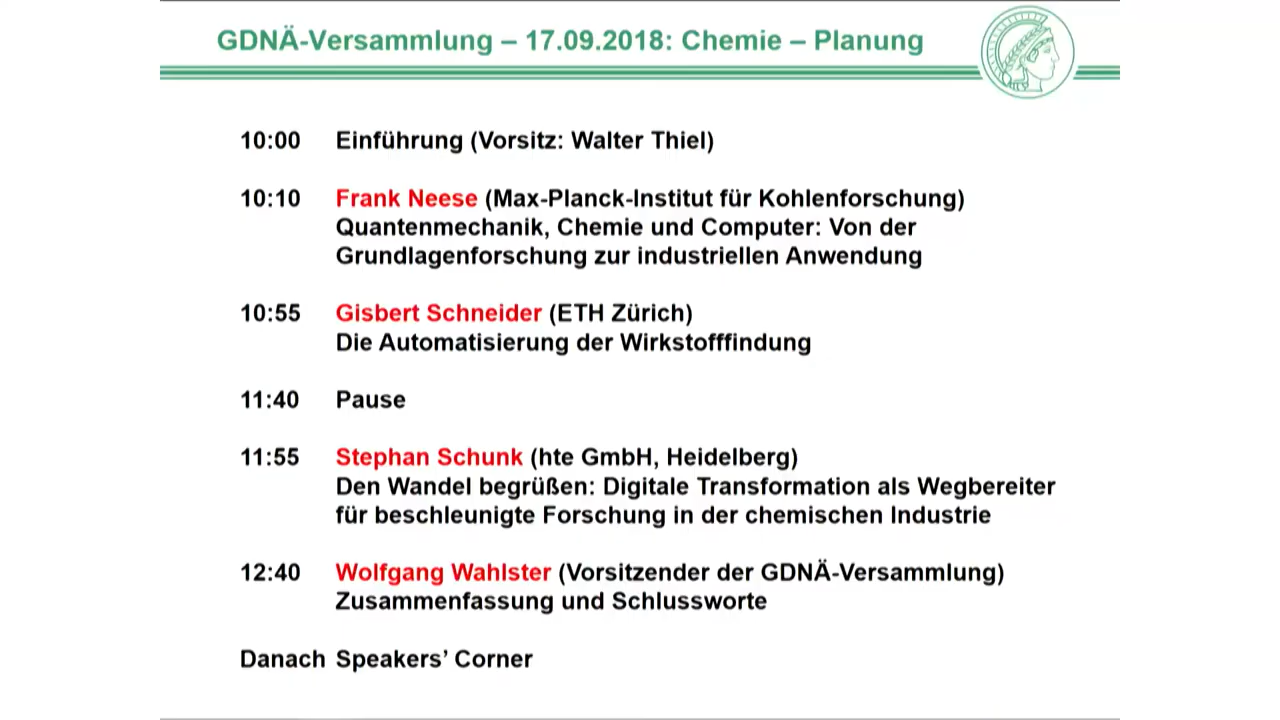 GDNÄ-Versammlung – 17.09.2018: Chemie – Planung
10:00 Einführung (Vorsitz: Walter Thiel)
10:10 Frank Neese (Max-Planck-Institut für Kohlenforschung)
Quantenmechanik, Chemie und Computer: Von der
Grundlagenforschung zur industriellen Anwendung
10:55 Gisbert Schneider (ETH Zürich)
Die Automatisierung der Wirkstofffindung
11:40 Pause
11:55 Stephan Schunk (hte GmbH, Heidelberg)
Den Wandel begrüßen: Digitale Transformation als Wegbereiter
für beschleunigte Forschung in der chemischen Industrie
12:40 Wolfgang Wahlster (Vorsitzender der GDNÄ-Versammlung)
Zusammenfassung und Schlussworte
Danach Speakers’ Corner